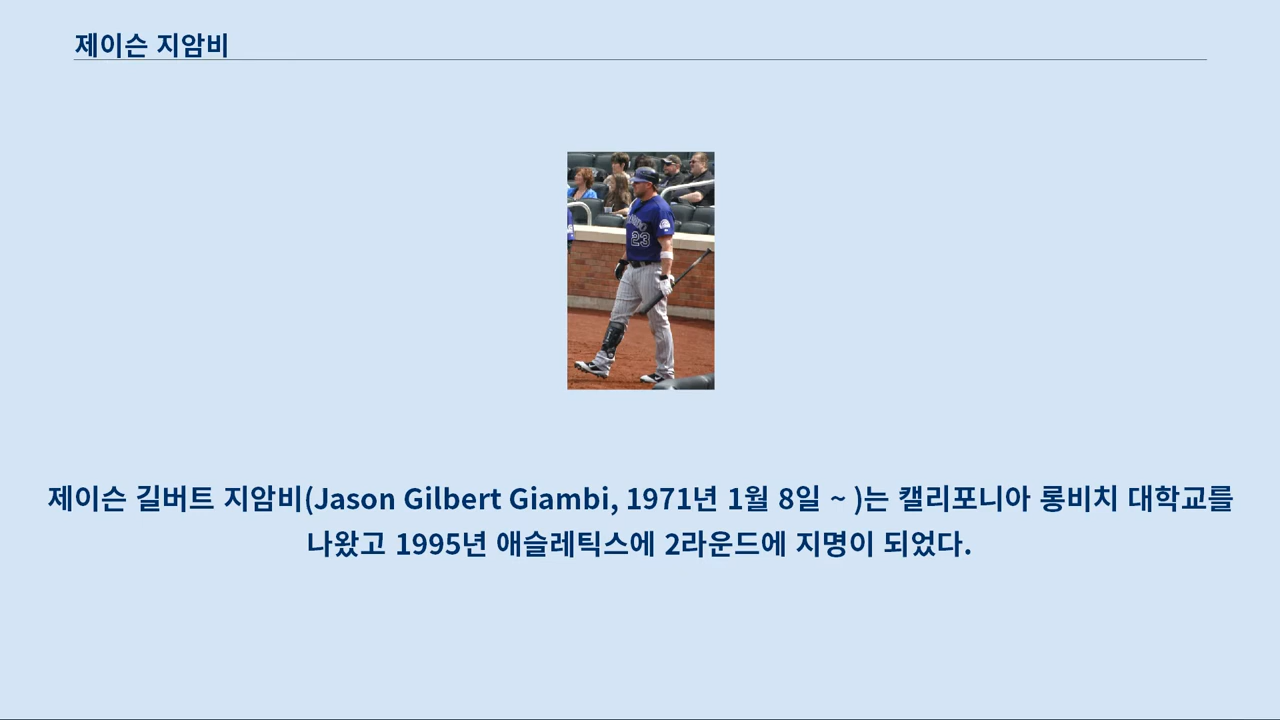 제이슨 지암비
23
제이슨 길버트 지암비(Jason Gilbert Giambi, 1971년 1월 8일 ~ )는 캘리포니아 롱비치 대학교를
나왔고 1995년 애슬레틱스에 2라운드에 지명이 되었다.